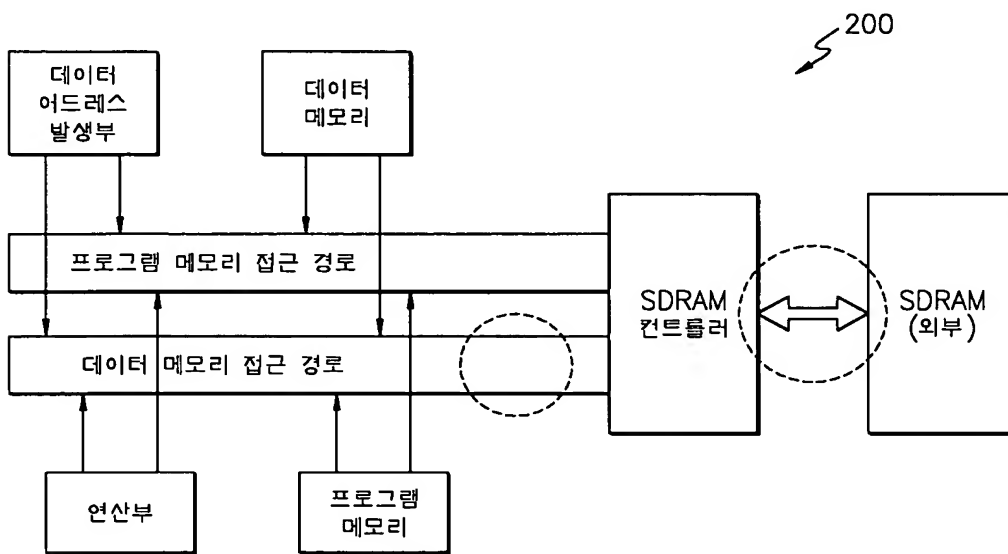 200
데이터
어드레스
발생부
데이터
메모리
프로그램 메모리 접근 경로
SDRAM
컨트롤러
SDRAM
(외부)
데이터 메모리 접근 경로
연산부
프로그램
메모리